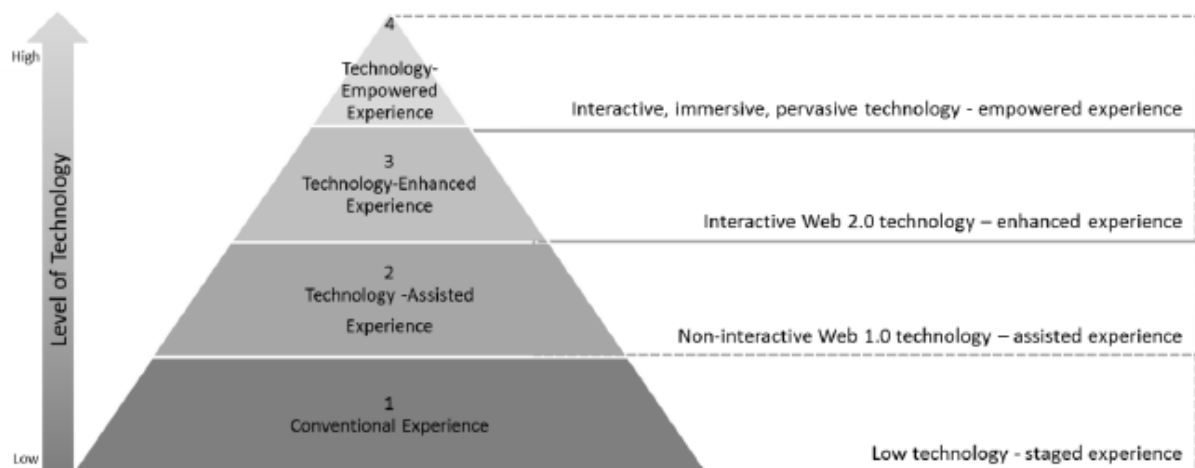 High
Level of Technology
Low
4
Technology-
Empowered
Experience
Interactive, immersive, pervasive technology - empowered experience
3
Technology-Enhanced
Experience
Interactive Web 2.0 technology – enhanced experience
2
Technology -Assisted
Experience
Non-interactive Web 1.0 technology – assisted experience
1
Conventional Experience
Low technology - staged experience